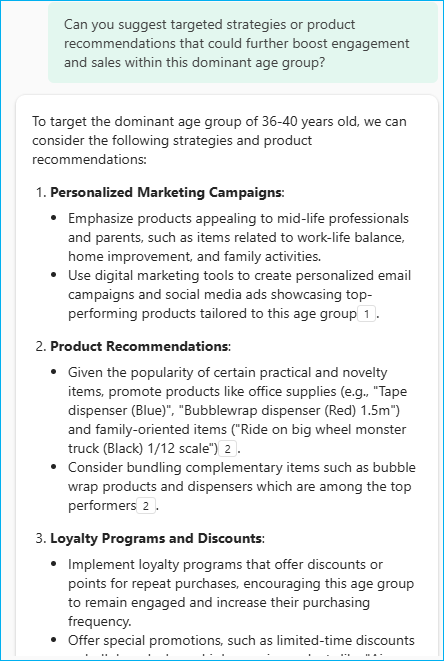 Can you suggest targeted strategies or product
recommendations that could further boost engagement
and sales within this dominant age group?
To target the dominant age group of 36-40 years old, we can
consider the following strategies and product
recommendations:
1. Personalized Marketing Campaigns:
• Emphasize products appealing to mid-life professionals
and parents, such as items related to work-life balance,
home improvement, and family activities.
• Use digital marketing tools to create personalized email
campaigns and social media ads showcasing top-
performing products tailored to this age group 1 .
2. Product Recommendations:
• Given the popularity of certain practical and novelty
items, promote products like office supplies (e.g., "Tape
dispenser (Blue)", "Bubblewrap dispenser (Red) 1.5m")
and family-oriented items ("Ride on big wheel monster
truck (Black) 1/12 scale") 2 .
• Consider bundling complementary items such as bubble
wrap products and dispensers which are among the top
performers 2 .
3. Loyalty Programs and Discounts:
• Implement loyalty programs that offer discounts or
points for repeat purchases, encouraging this age group
to remain engaged and increase their purchasing
frequency.
• Offer special promotions, such as limited-time discounts